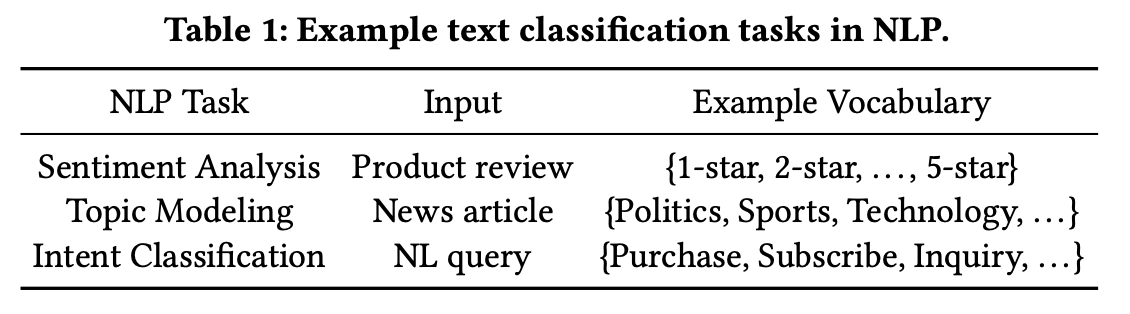 Table 1: Example text classification tasks in NLP.
NLP Task Input Example Vocabulary
Sentiment Analysis Product review {1-star, 2-star, …, 5-star}
Topic Modeling News article {Politics, Sports, Technology, …}
Intent Classification NL query {Purchase, Subscribe, Inquiry, …}